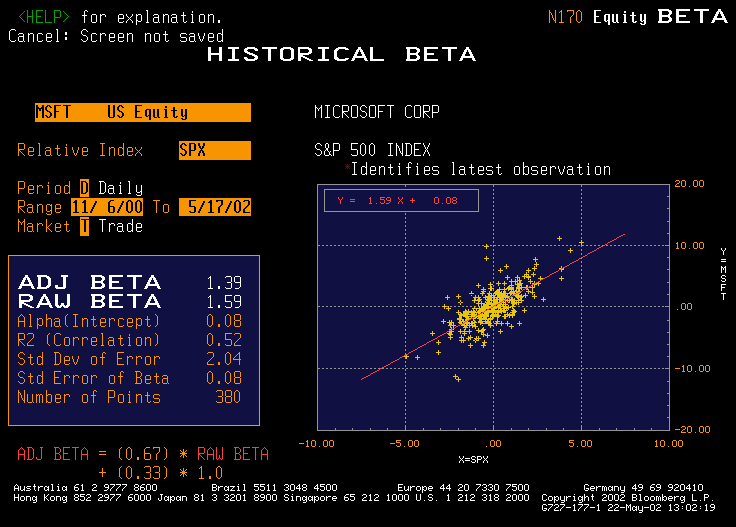 <HELP> for explanation. N170 Equity BETA
Cancel: Screen not saved
HISTORICAL BETA
MSFT US Equity MICROSOFT CORP
Relative Index SPX S&P 500 INDEX
*Identifies latest observation
Period D Daily
Range 11/ 6/00 To 5/17/02
Market T Trade
Y = 1.59 X + 0.08
20.00
10.00
.00
-10.00
-20.00
Y=MSFT
-10.00 -5.00 .00 5.00 10.00
X=SPX
ADJ BETA 1.39
RAW BETA 1.59
Alpha(Intercept) 0.08
R2 (Correlation) 0.52
Std Dev of Error 2.04
Std Error of Beta 0.08
Number of Points 380
ADJ BETA = (0.67) * RAW BETA
+ (0.33) * 1.0
Australia 61 2 9777 8600 Brazil 5511 3048 4500 Europe 44 20 7330 7500 Germany 49 69 920410
Hong Kong 852 2977 6000 Japan 81 3 3201 8900 Singapore 65 212 1000 U.S. 1 212 318 2000 Copyright 2002 Bloomberg L.P.
G727-177-1 22-May-02 13:02:19